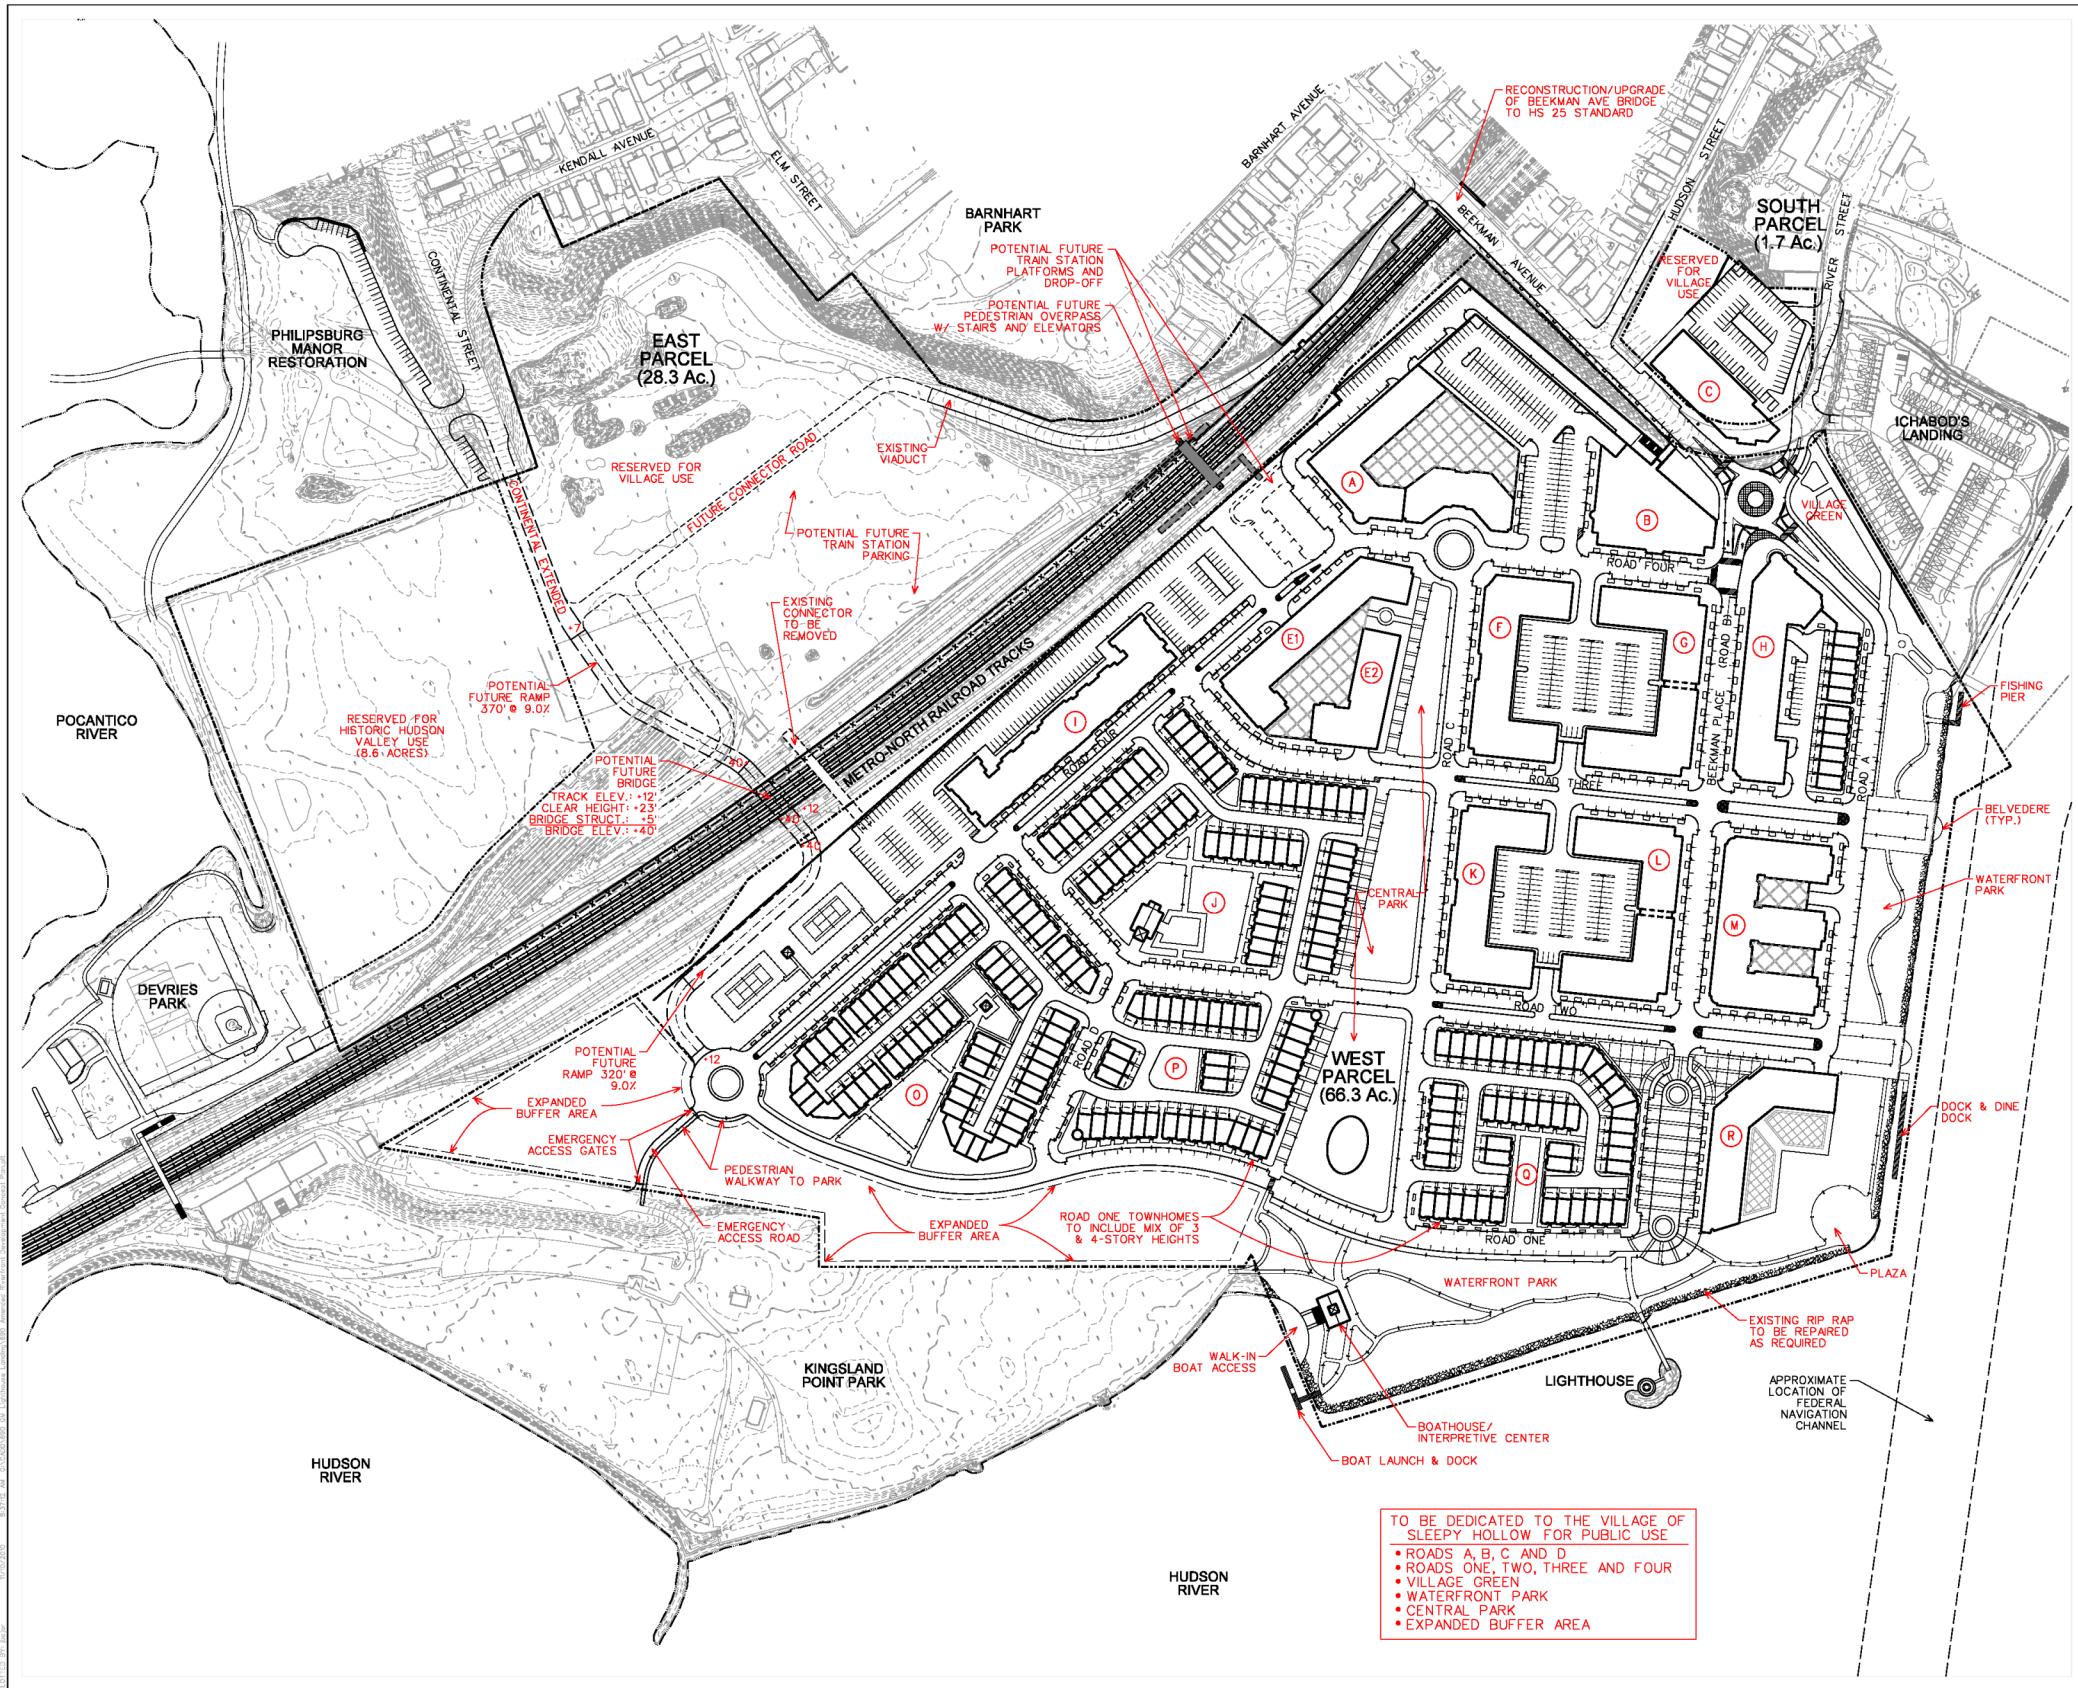 RECONSTRUCTION/UPGRADE
OF BEEKMAN AVE BRIDGE
TO HS 25 STANDARD
BARNHART AVENUE
KENDALL AVENUE
ELM STREET
HUDSON STREET
RIVER STREET
SOUTH
PARCEL
(1.7 Ac.)
BARNHART
PARK
BEEKMAN AVENUE
POTENTIAL FUTURE
TRAIN STATION
PLATFORMS AND
DROP-OFF
RESERVED
FOR
VILLAGE
USE
POTENTIAL FUTURE
PEDESTRIAN OVERPASS
W/ STAIRS AND ELEVATORS
CONTINENTAL STREET
PHILIPSBURG
MANOR
RESTORATION
EAST
PARCEL
(28.3 Ac.)
C
ICHABOD'S
LANDING
EXISTING
VIADUCT
RESERVED FOR
VILLAGE USE
FUTURE CONNECTOR ROAD
CONTINENTAL EXTENDED
A
B
VILLAGE
GREEN
POTENTIAL FUTURE
TRAIN STATION
PARKING
ROAD FOUR
EXISTING
CONNECTOR
TO BE
REMOVED
+7
E1
F
G
H
E2
METRO-NORTH RAILROAD TRACKS
BEEKMAN PLACE (ROAD B)
POTENTIAL
FUTURE RAMP
370' @ 9.0%
FISHING
PIER
POCANTICO
RIVER
RESERVED FOR
HISTORIC HUDSON
VALLEY USE
(8.6 ACRES)
I
ROAD FOUR
ROAD C
ROAD A
POTENTIAL
FUTURE
BRIDGE
TRACK ELEV.: +12'
CLEAR HEIGHT: +23'
BRIDGE STRUCT.: +5'
BRIDGE ELEV.: +40'
+40
+12
+40
+40
ROAD THREE
BELVEDERE
(TYP.)
CENTRAL
PARK
J
K
L
M
WATERFRONT
PARK
DEVRIES
PARK
ROAD TWO
POTENTIAL
FUTURE
RAMP 320' @
9.0%
+12
ROAD
P
WEST
PARCEL
(66.3 Ac.)
O
EXPANDED
BUFFER AREA
DOCK & DINE
DOCK
R
EMERGENCY
ACCESS GATES
PEDESTRIAN
WALKWAY TO PARK
Q
EMERGENCY
ACCESS ROAD
EXPANDED
BUFFER AREA
ROAD ONE TOWNHOMES
TO INCLUDE MIX OF 3
& 4-STORY HEIGHTS
ROAD ONE
PLAZA
WATERFRONT PARK
EXISTING RIP RAP
TO BE REPAIRED
AS REQUIRED
WALK-IN
BOAT ACCESS
KINGSLAND
POINT PARK
LIGHTHOUSE
APPROXIMATE
LOCATION OF
FEDERAL
NAVIGATION
CHANNEL
BOATHOUSE/
INTERPRETIVE CENTER
BOAT LAUNCH & DOCK
HUDSON
RIVER
HUDSON
RIVER
TO BE DEDICATED TO THE VILLAGE OF
SLEEPY HOLLOW FOR PUBLIC USE
• ROADS A, B, C AND D
• ROADS ONE, TWO, THREE AND FOUR
• VILLAGE GREEN
• WATERFRONT PARK
• CENTRAL PARK
• EXPANDED BUFFER AREA